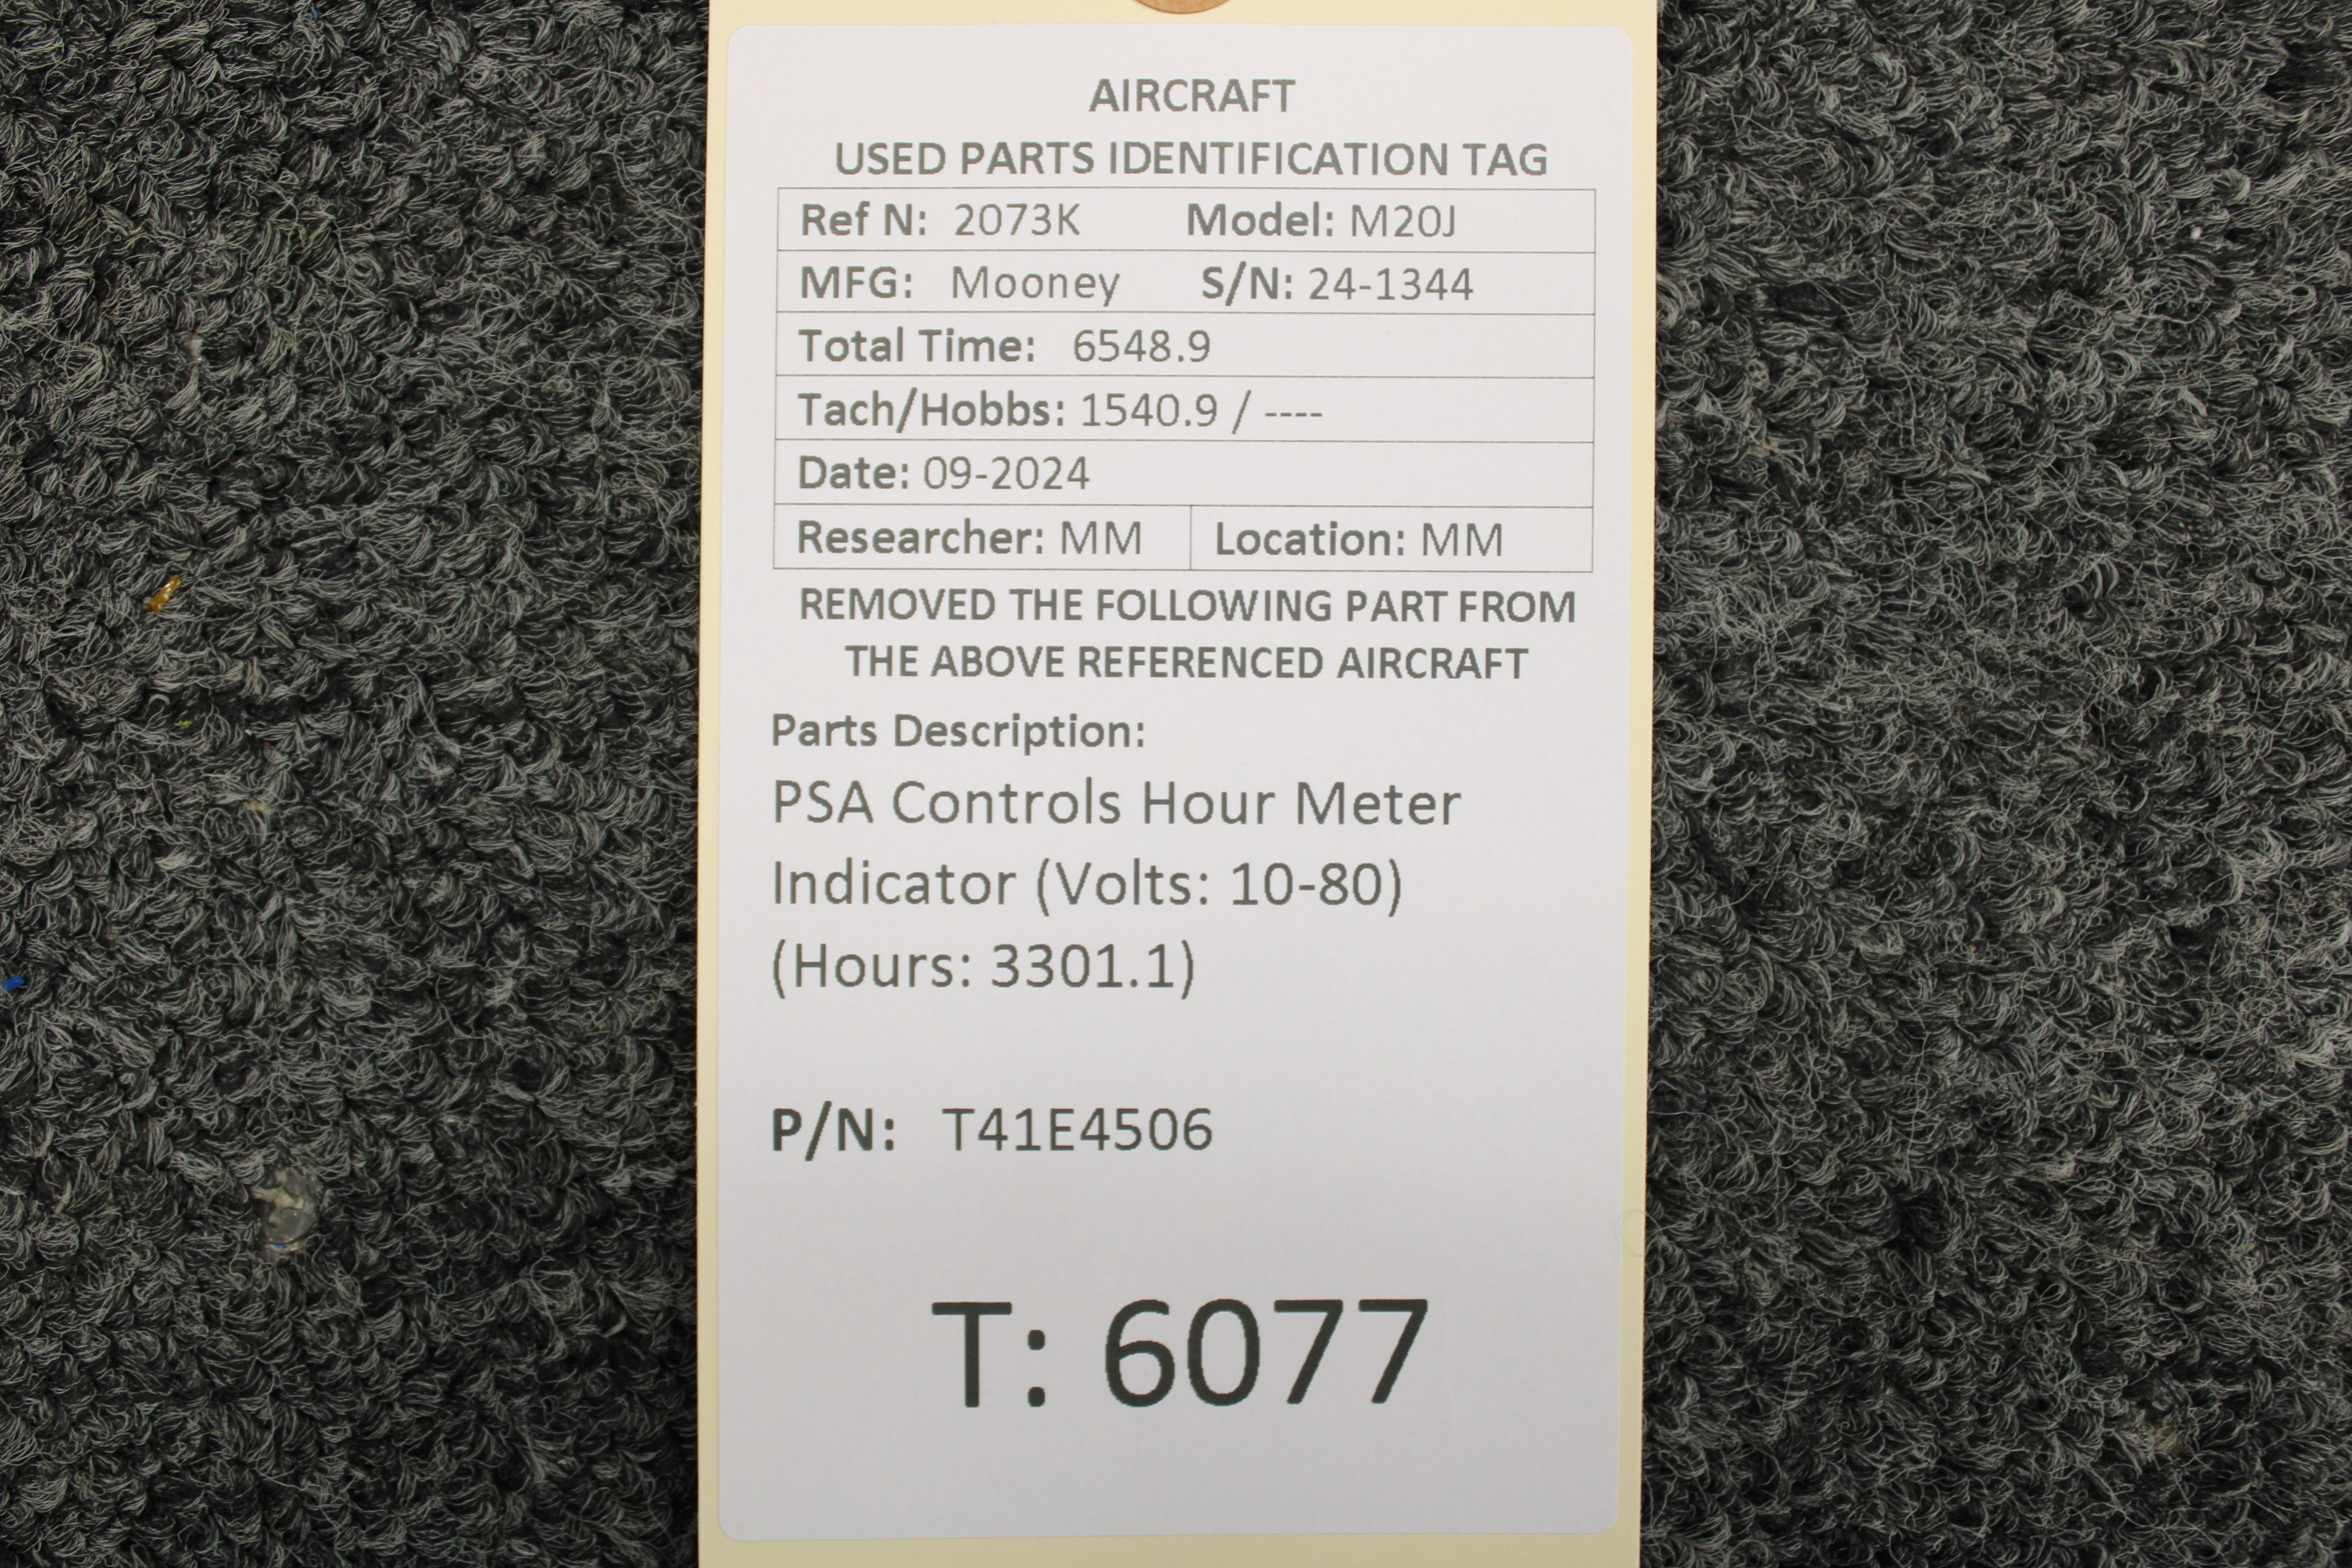 AIRCRAFT
USED PARTS IDENTIFICATION TAG
Ref N: 2073K Model: M20J
MFG: Mooney S/N: 24-1344
Total Time: 6548.9
Tach/Hobbs: 1540.9 / ----
Date: 09-2024
Researcher: MM Location: MM
REMOVED THE FOLLOWING PART FROM
THE ABOVE REFERENCED AIRCRAFT
Parts Description:
PSA Controls Hour Meter
Indicator (Volts: 10-80)
(Hours: 3301.1)
P/N: T41E4506
T: 6077